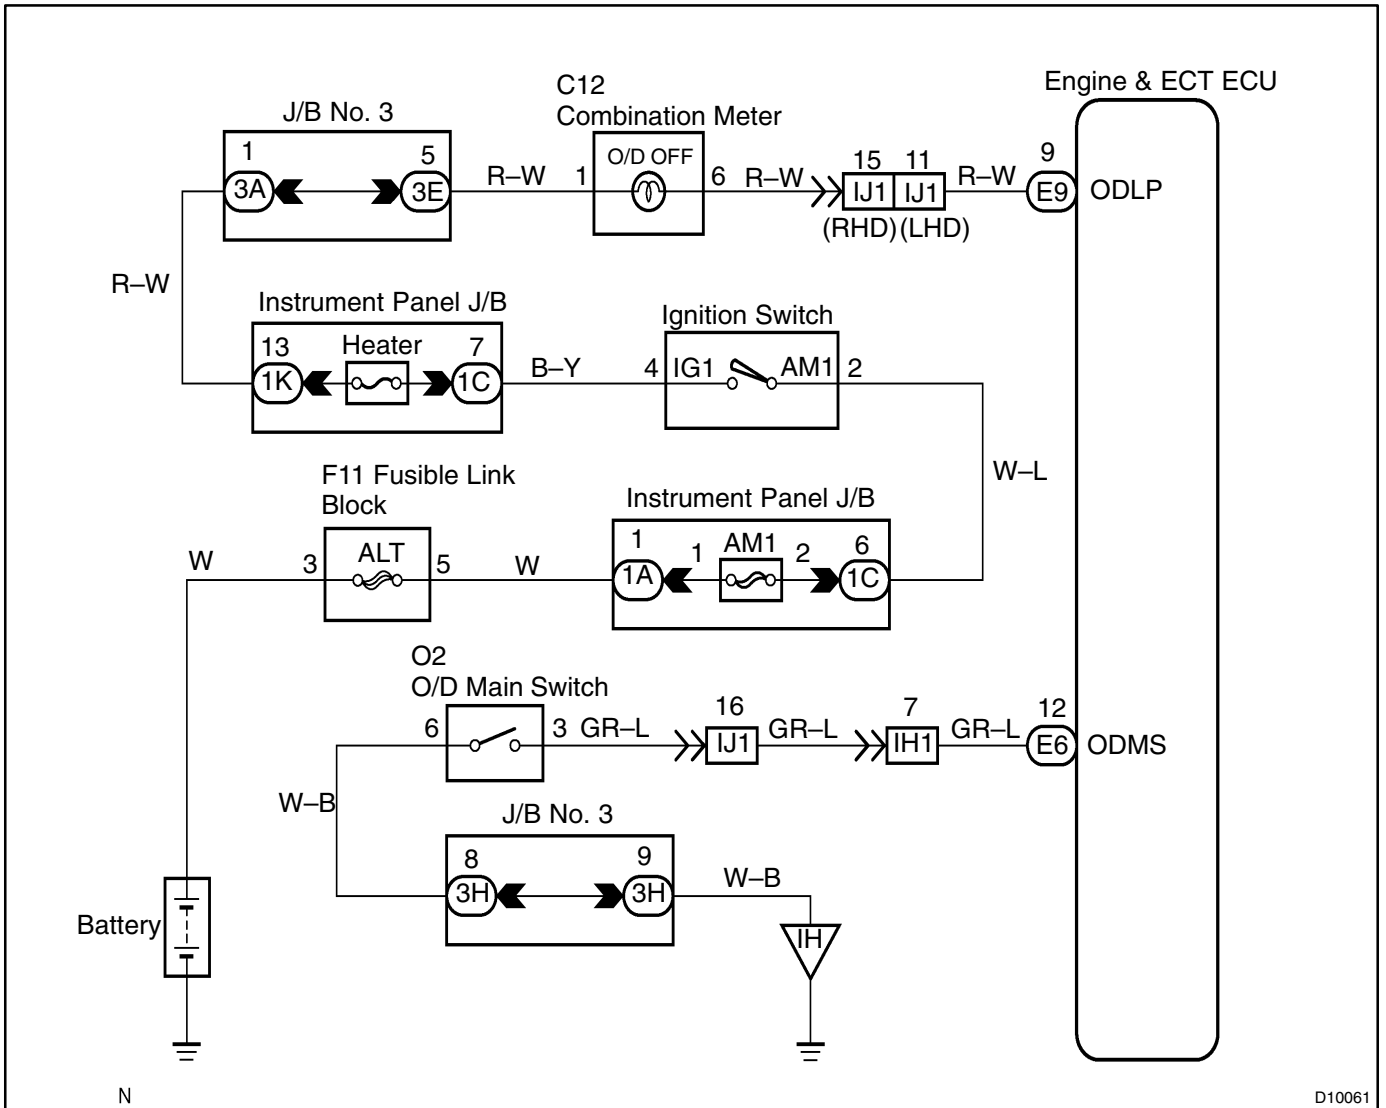 Engine & ECT ECU
C12
Combination Meter
J/B No. 3
O/D OFF
1
3A
5
3E
R–W
1
6
R–W
15
IJ1
11
IJ1
(RHD)
(LHD)
R–W
9
E9
ODLP
R–W
Instrument Panel J/B
Heater
13
1K
7
1C
B–Y
Ignition Switch
4
IG1
AM1
2
W–L
F11 Fusible Link
Block
ALT
W
3
5
W
Instrument Panel J/B
1
1A
1
AM1
2
6
1C
O2
O/D Main Switch
6
3
GR–L
16
IJ1
GR–L
7
IH1
GR–L
12
E6
ODMS
W–B
J/B No. 3
8
3H
9
3H
W–B
IH
Battery
N
D10061